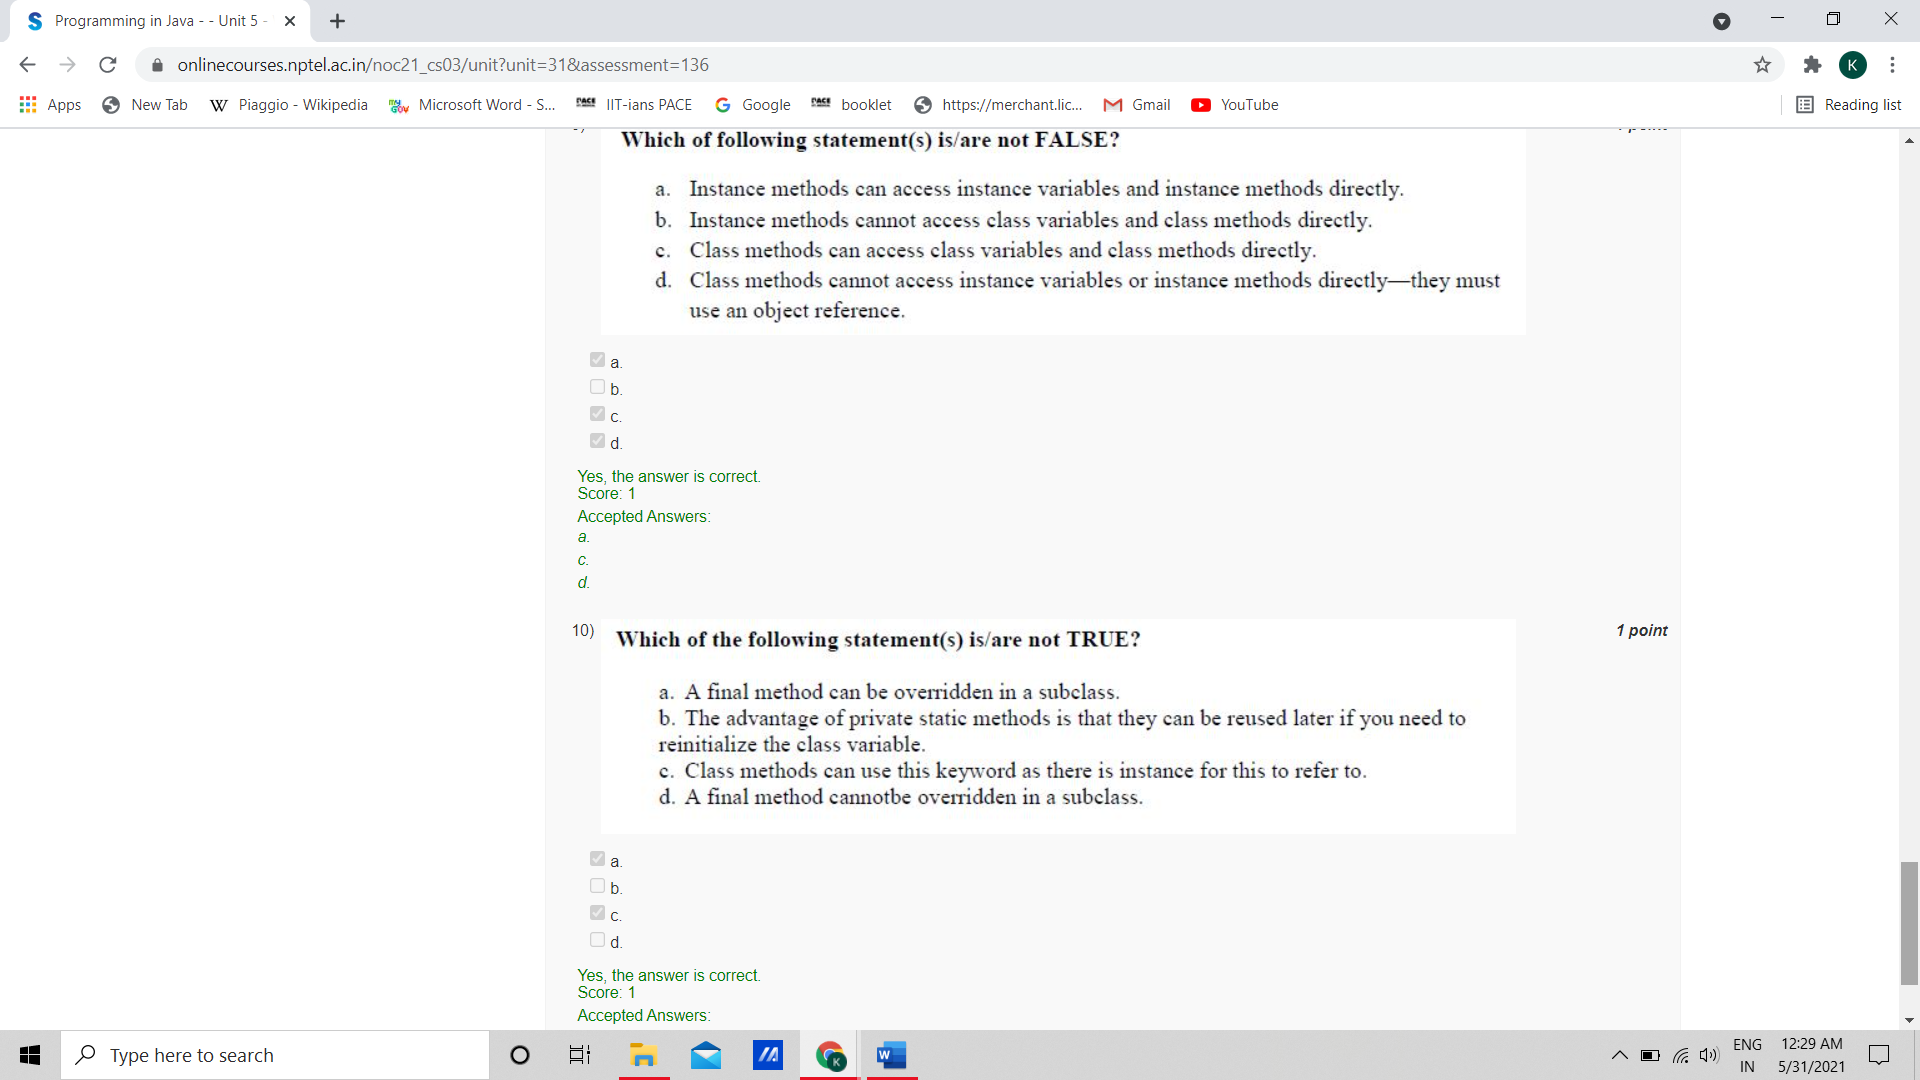 Programming in Java - - Unit 5 -
onlinecourses.nptel.ac.in/noc21_cs03/unit?unit=31&assessment=136
K
Apps
New Tab
W Piaggio - Wikipedia
Microsoft Word - S...
PACE IIT-ians PACE
G Google
PACE booklet
https://merchant.lic...
Gmail
YouTube
Reading list
Which of following statement(s) is/are not FALSE?
a. Instance methods can access instance variables and instance methods directly.
b. Instance methods cannot access class variables and class methods directly.
c. Class methods can access class variables and class methods directly.
d. Class methods cannot access instance variables or instance methods directly—they must
use an object reference.
a.
b.
c.
d.
Yes, the answer is correct.
Score: 1
Accepted Answers:
a.
c.
d.
10)
Which of the following statement(s) is/are not TRUE?
1 point
a. A final method can be overridden in a subclass.
b. The advantage of private static methods is that they can be reused later if you need to
reinitialize the class variable.
c. Class methods can use this keyword as there is instance for this to refer to.
d. A final method cannotbe overridden in a subclass.
a.
b.
c.
d.
Yes, the answer is correct.
Score: 1
Accepted Answers:
Type here to search
K
W
ENG
IN
12:29 AM
5/31/2021